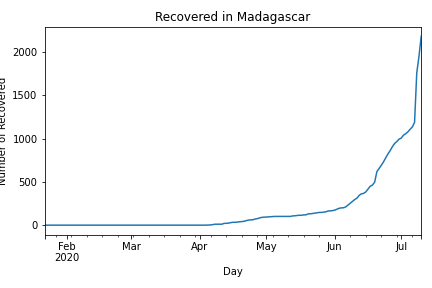 Recovered in Madagascar
Number of Recovered
2000
1500
1000
500
0
Feb
2020
Mar
Apr
May
Jun
Jul
Day